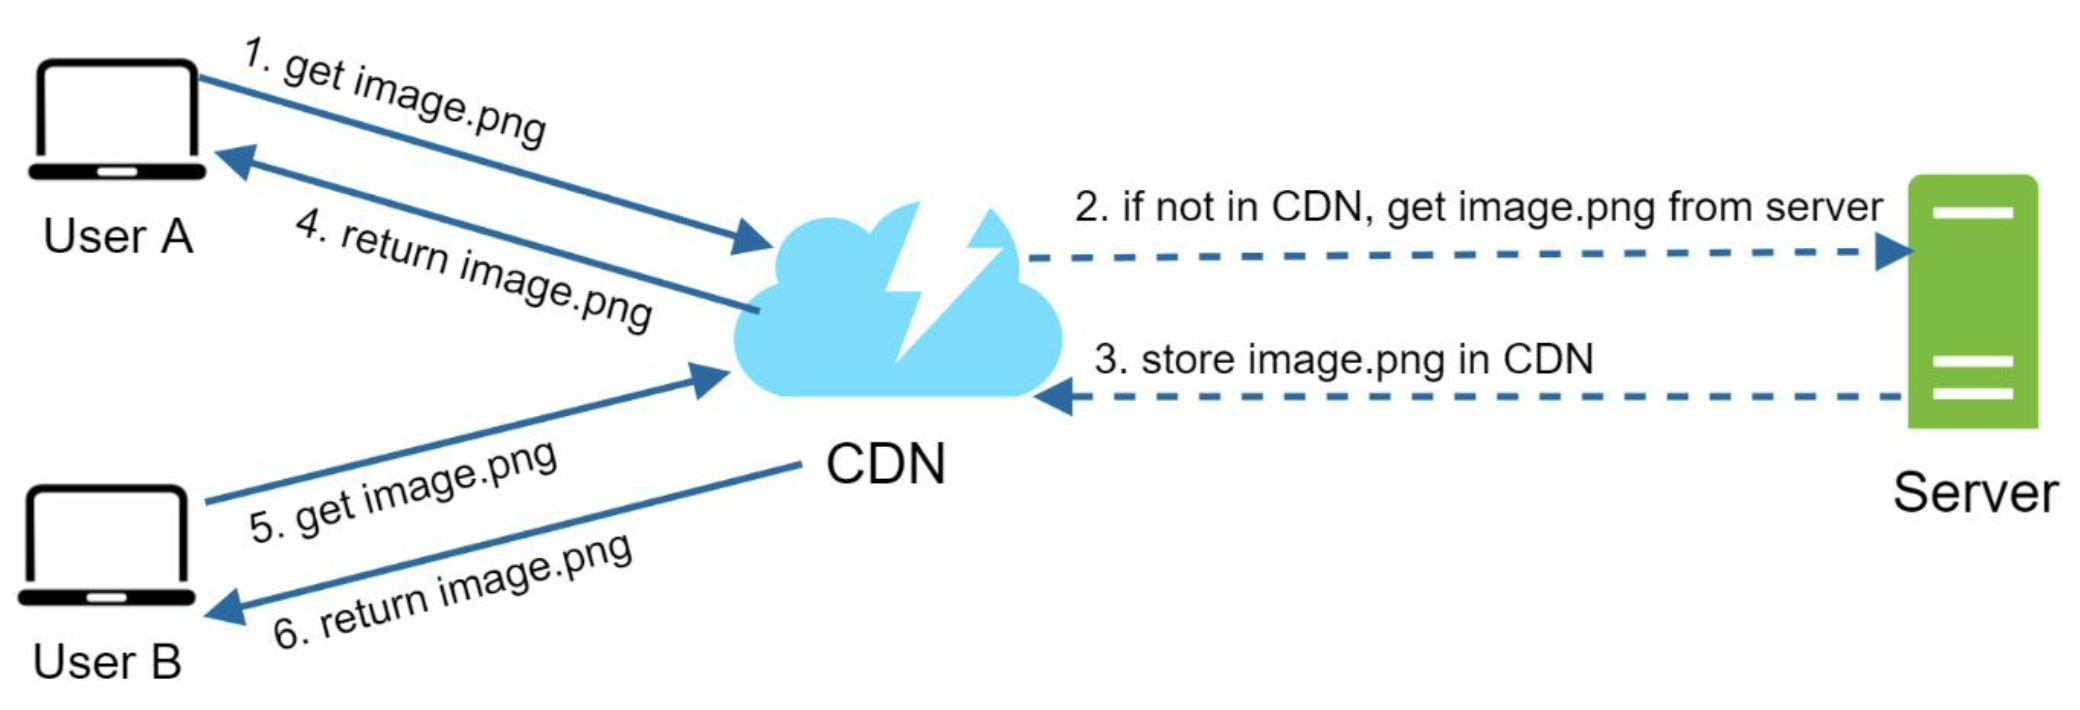 1. get image.png
4. return image.png
User A
2. if not in CDN, get image.png from server
3. store image.png in CDN
CDN
Server
5. get image.png
6. return image.png
User B